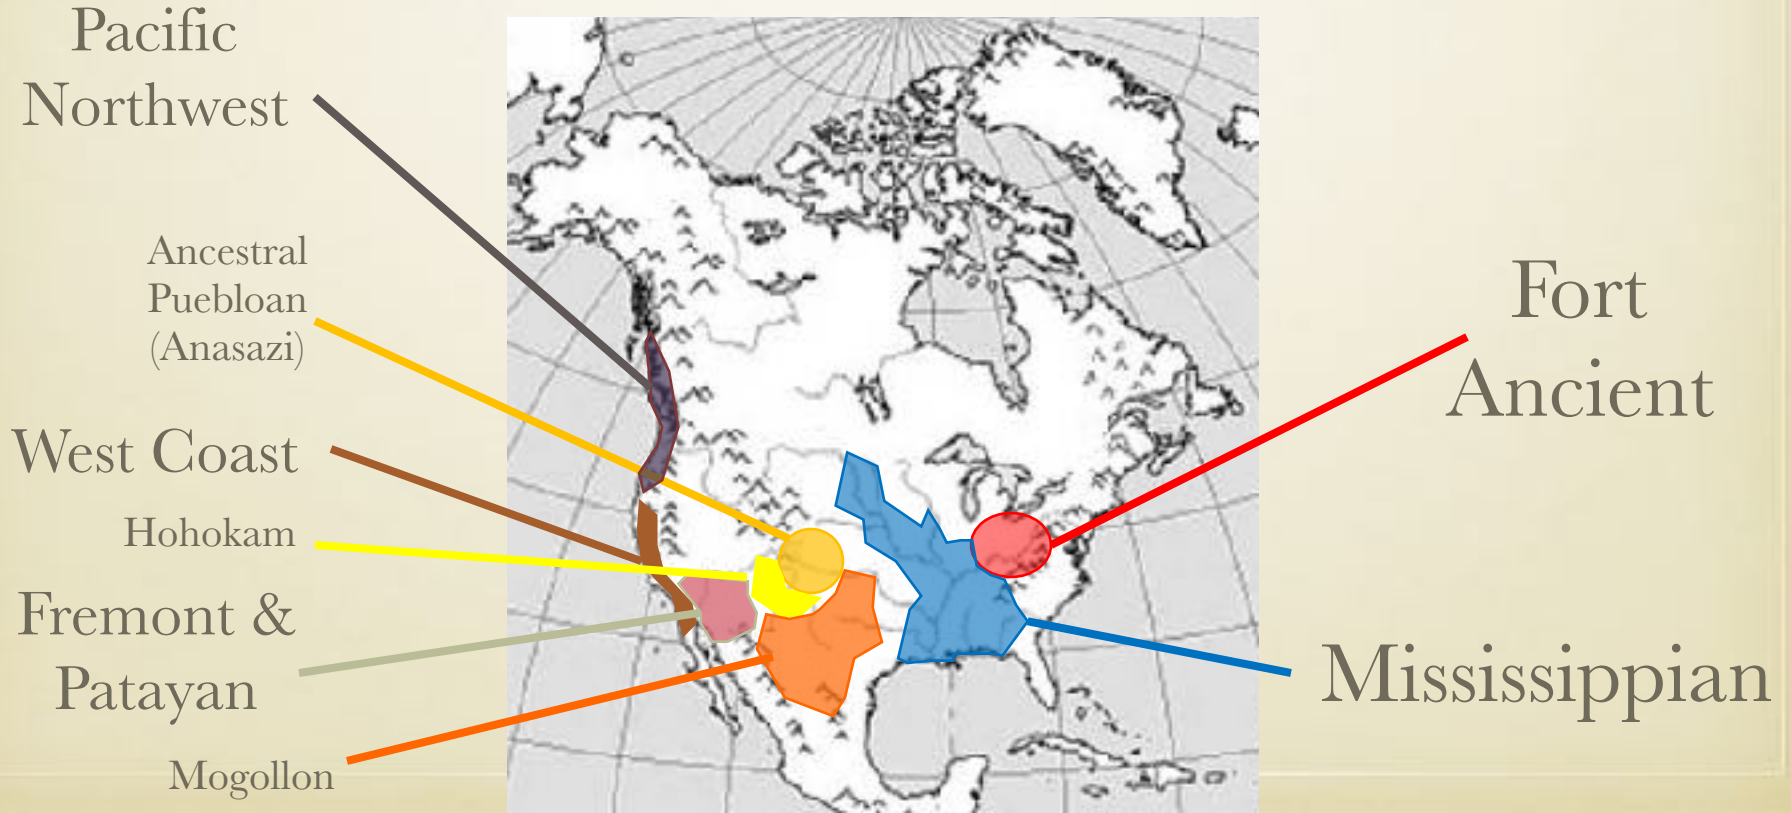 Pacific
Northwest
Ancestral
Puebloan
(Anasazi)
West Coast
Hohokam
Fremont &
Patayan
Mogollon
Fort
Ancient
Mississippian